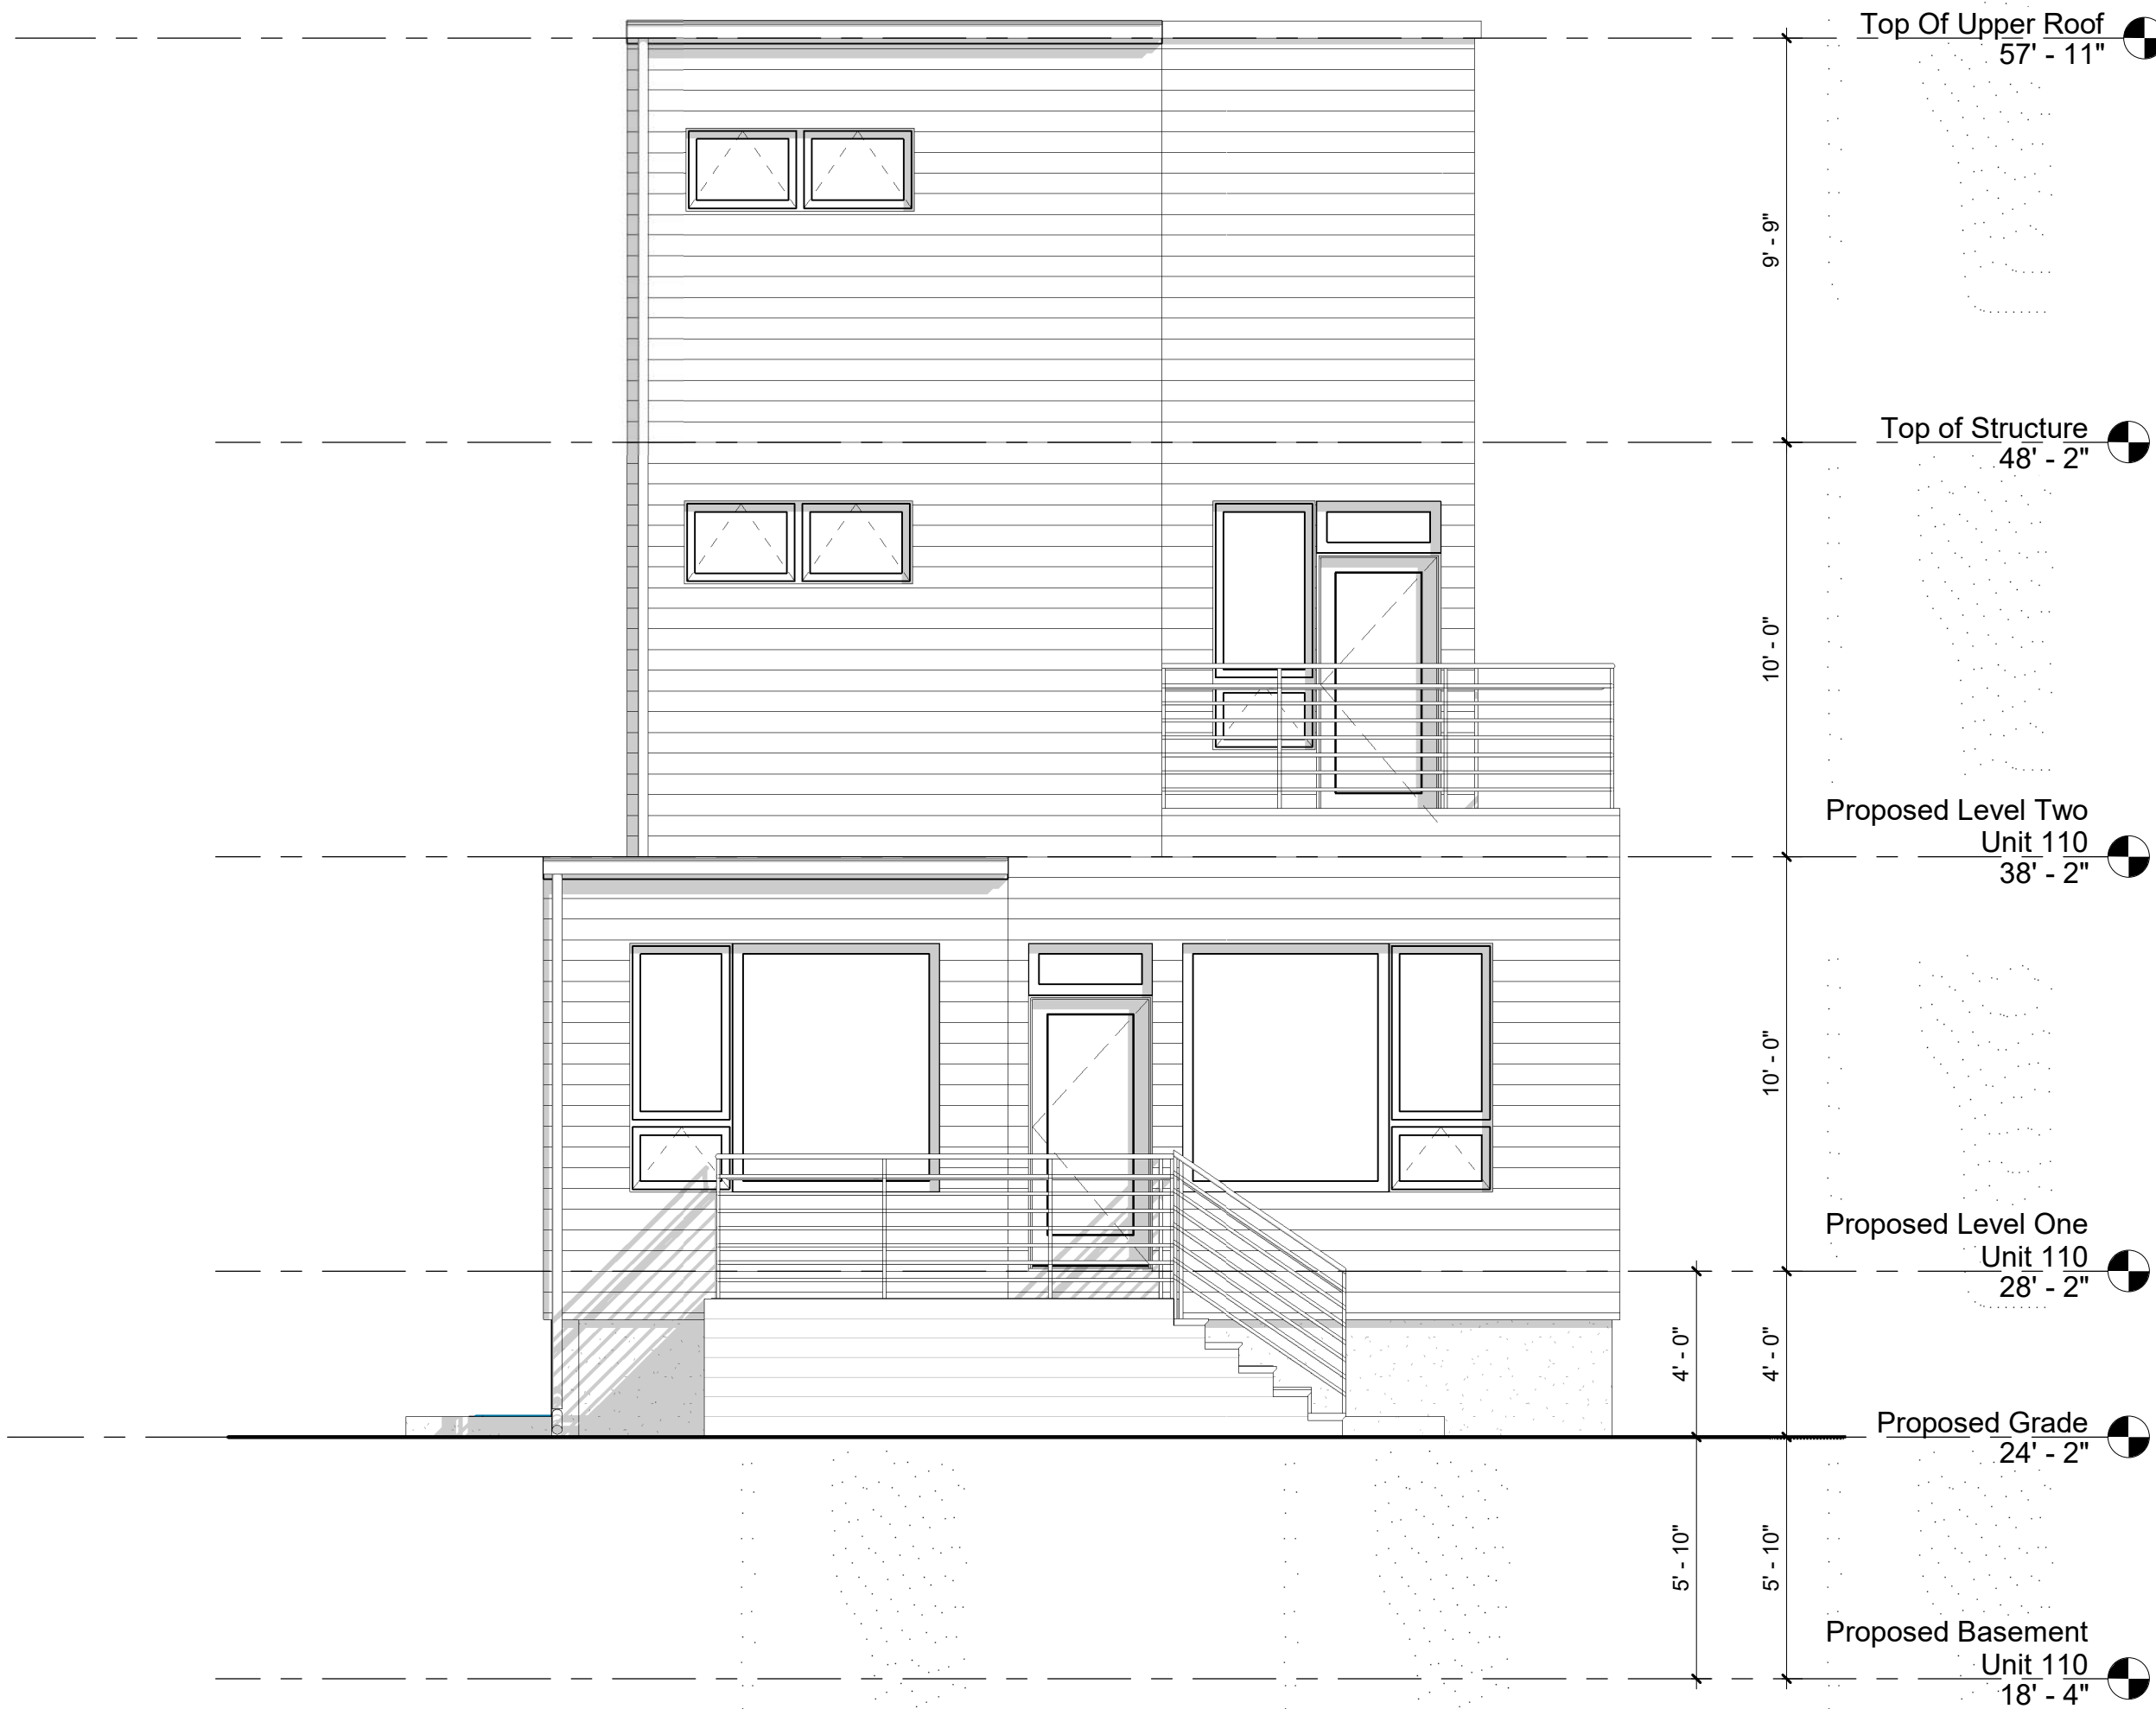 Top Of Upper Roof
57' - 11"
9' - 9"
Top of Structure
48' - 2"
10' - 0"
Proposed Level Two
Unit 110
38' - 2"
10' - 0"
Proposed Level One
Unit 110
28' - 2"
4' - 0"
4' - 0"
Proposed Grade
24' - 2"
5' - 10"
5' - 10"
Proposed Basement
Unit 110
18' - 4"